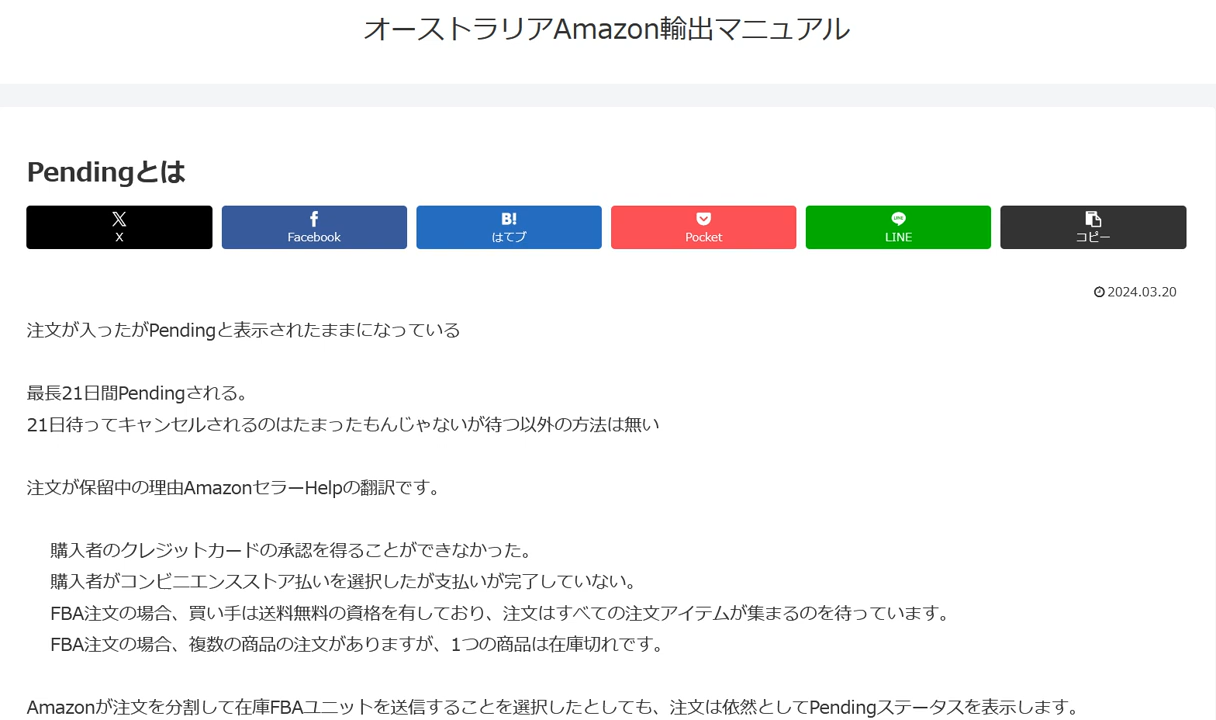 オーストラリアAmazon輸出マニュアル
Pendingとは
X
Facebook
B!
はてブ
Pocket
LINE
LINE
コピー
2024.03.20
注文が入ったがPendingと表示されたままになっている
最長21日間Pendingされる。
21日待ってキャンセルされるのはたまったもんじゃないが待つ以外の方法は無い
注文が保留中の理由AmazonセラーHelpの翻訳です。
購入者のクレジットカードの承認を得ることができなかった。
購入者がコンビニエンスストア払いを選択したが支払いが完了していない。
FBA注文の場合、買い手は送料無料の資格を有しており、注文はすべての注文アイテムが集まるのを待っています。
FBA注文の場合、複数の商品の注文がありますが、1つの商品は在庫切れです。
Amazonが注文を分割して在庫FBAユニットを送信することを選択したとしても、注文は依然としてPendingステータスを表示します。